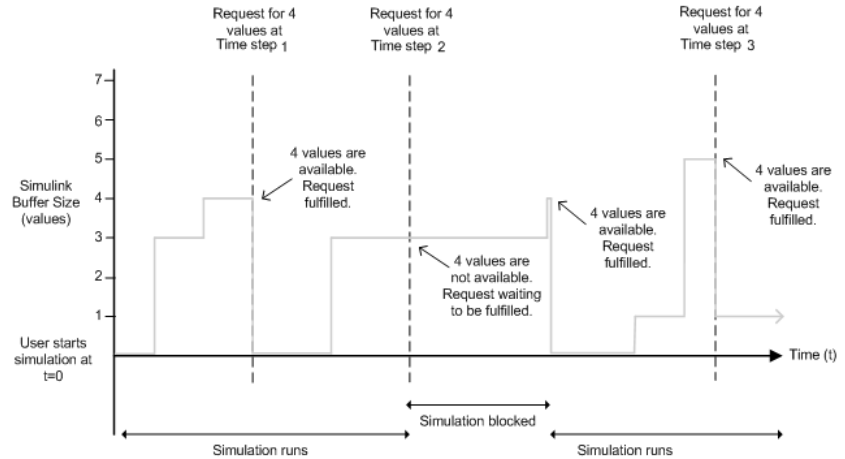 Request for 4
values at
Time step 1
Request for 4
values at
Time step 2
Request for 4
values at
Time step 3
7
6
5
4
3
2
1
Simulink
Buffer Size
(values)
4 values are
available.
Request
fulfilled.
4 values are
not available.
Request waiting
to be fulfilled.
4 values are
available.
Request
fulfilled.
4 values are
available.
Request
fulfilled.
User starts
simulation at
t=0
Time (t)
Simulation blocked
Simulation runs
Simulation runs